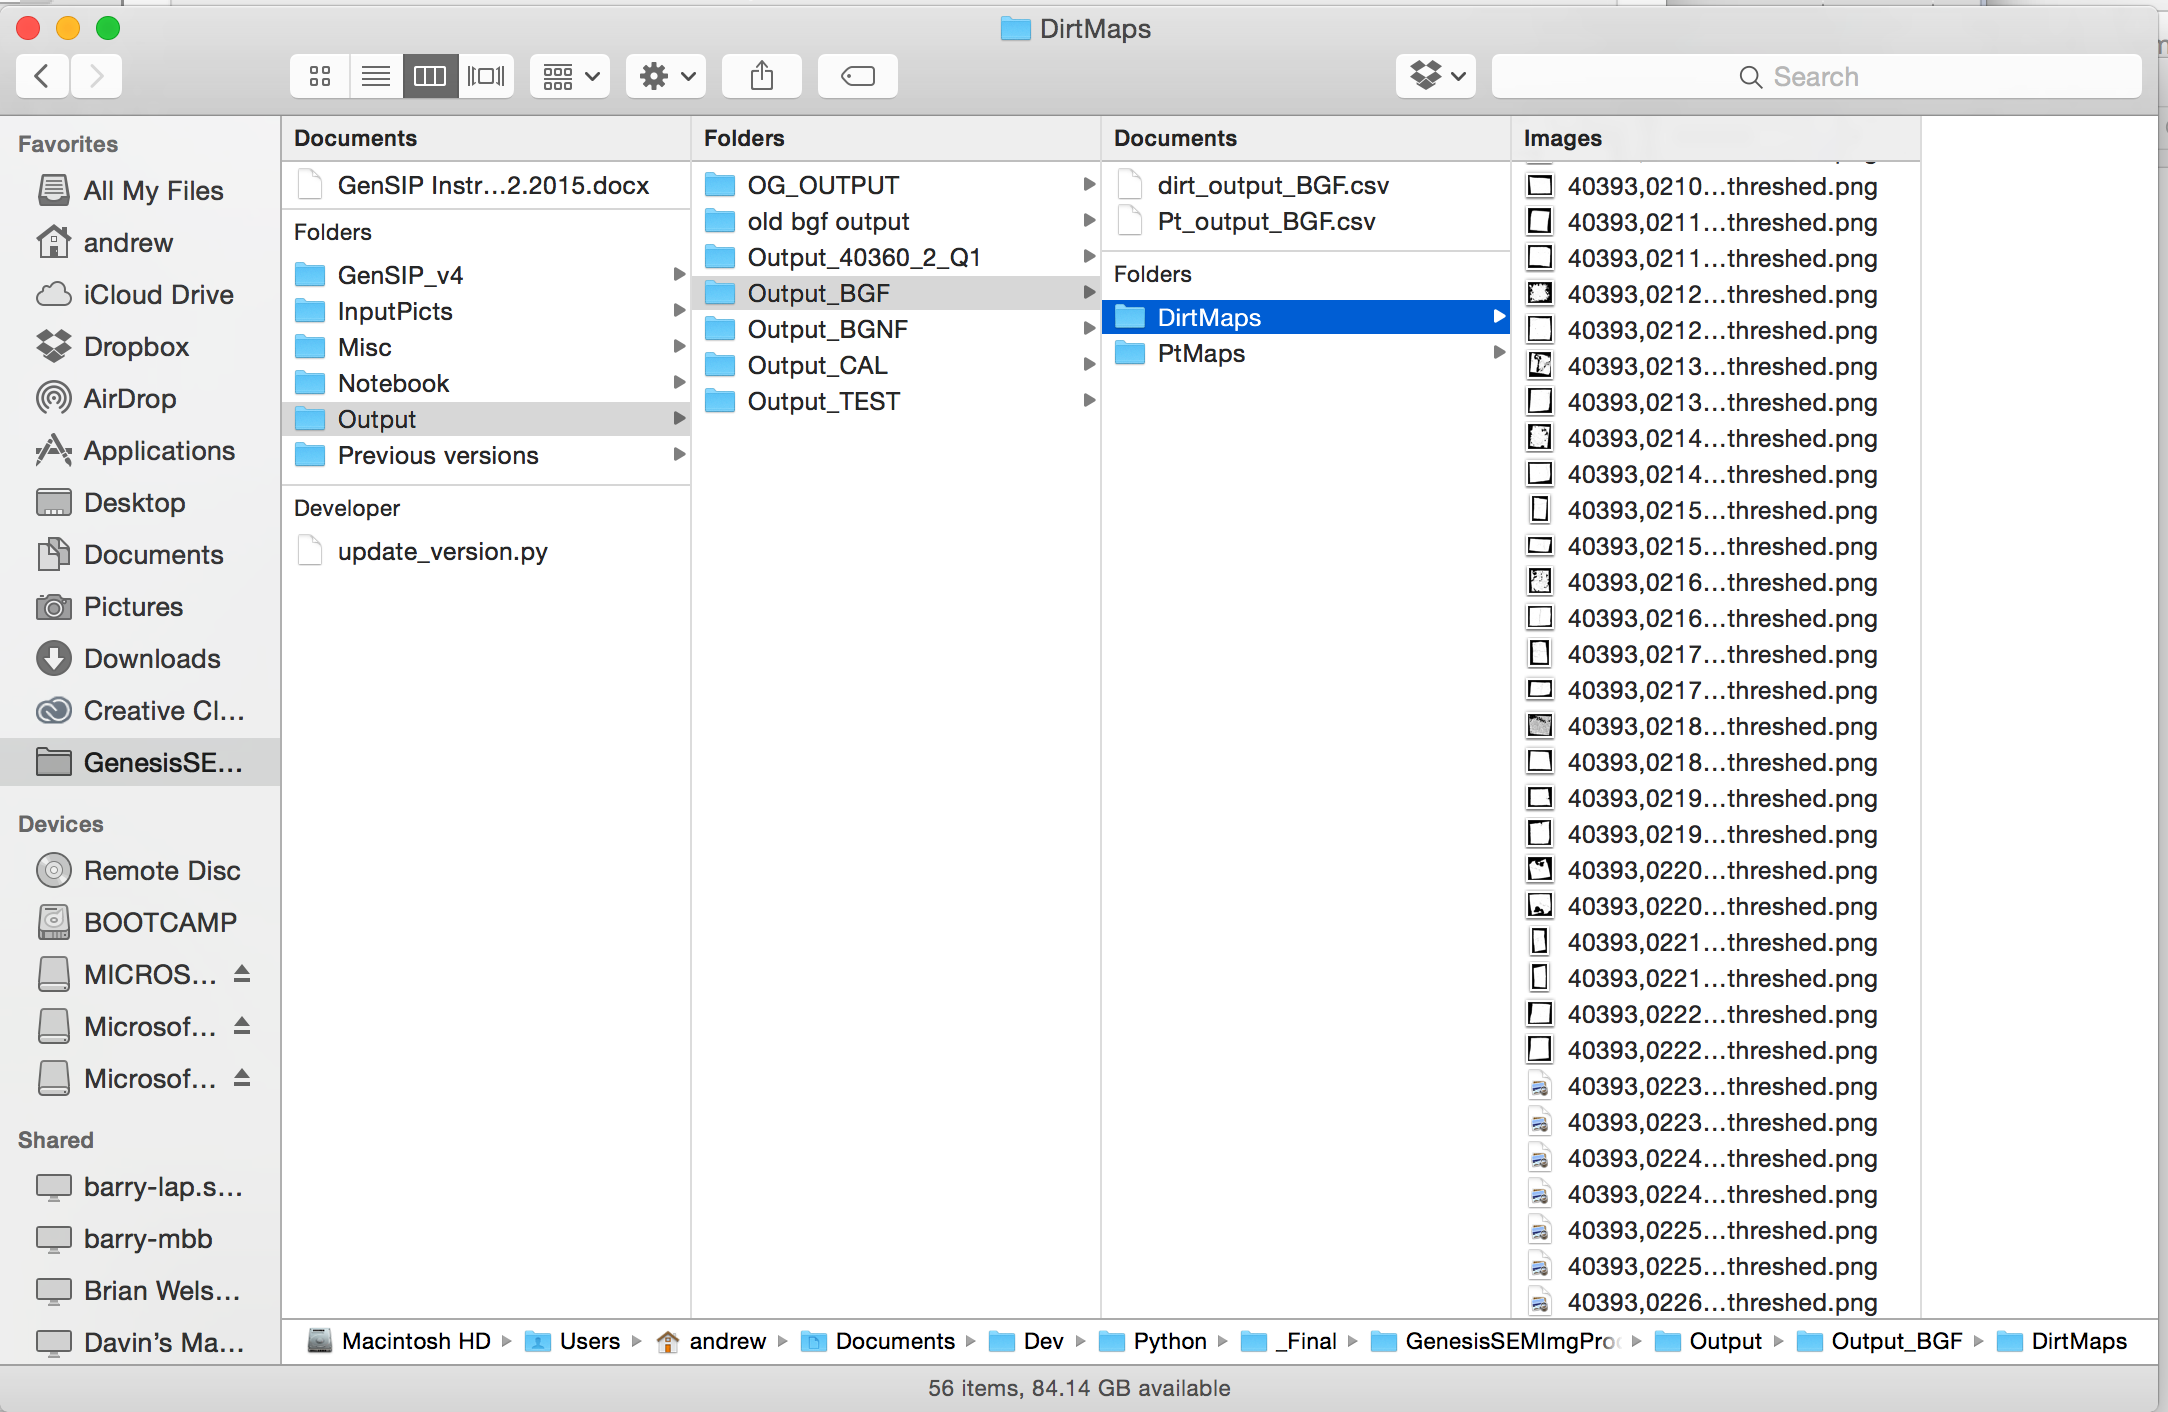 DirtMaps
Search
Favorites
All My Files
andrew
iCloud Drive
Dropbox
AirDrop
Applications
Desktop
Documents
Pictures
Downloads
Creative Cl...
GenesisSE...
Devices
Remote Disc
BOOTCAMP
MICROS...
Microsof...
Microsof...
Shared
barry-lap.s...
barry-mbb
Brian Wels...
Davin's Ma...
Documents
GenSIP Instr...2.2015.docx
Folders
GenSIP_v4
InputPicts
Misc
Notebook
Output
Previous versions
Developer
update_version.py
Folders
OG_OUTPUT
old bgf output
Output_40360_2_Q1
Output_BGF
Output_BGNF
Output_CAL
Output_TEST
Documents
dirt_output_BGF.csv
Pt_output_BGF.csv
Folders
DirtMaps
PtMaps
Images
40393,0210...threshed.png
40393,0211...threshed.png
40393,0211...threshed.png
40393,0212...threshed.png
40393,0212...threshed.png
40393,0213...threshed.png
40393,0213...threshed.png
40393,0214...threshed.png
40393,0214...threshed.png
40393,0215...threshed.png
40393,0215...threshed.png
40393,0216...threshed.png
40393,0216...threshed.png
40393,0217...threshed.png
40393,0217...threshed.png
40393,0218...threshed.png
40393,0218...threshed.png
40393,0219...threshed.png
40393,0219...threshed.png
40393,0220...threshed.png
40393,0220...threshed.png
40393,0221...threshed.png
40393,0221...threshed.png
40393,0222...threshed.png
40393,0222...threshed.png
40393,0223...threshed.png
40393,0223...threshed.png
40393,0224...threshed.png
40393,0224...threshed.png
40393,0225...threshed.png
40393,0225...threshed.png
40393,0226...threshed.png
Macintosh HD Users andrew Documents Dev Python _Final GenesisSEMImgPro Output Output_BGF DirtMaps
56 items, 84.14 GB available